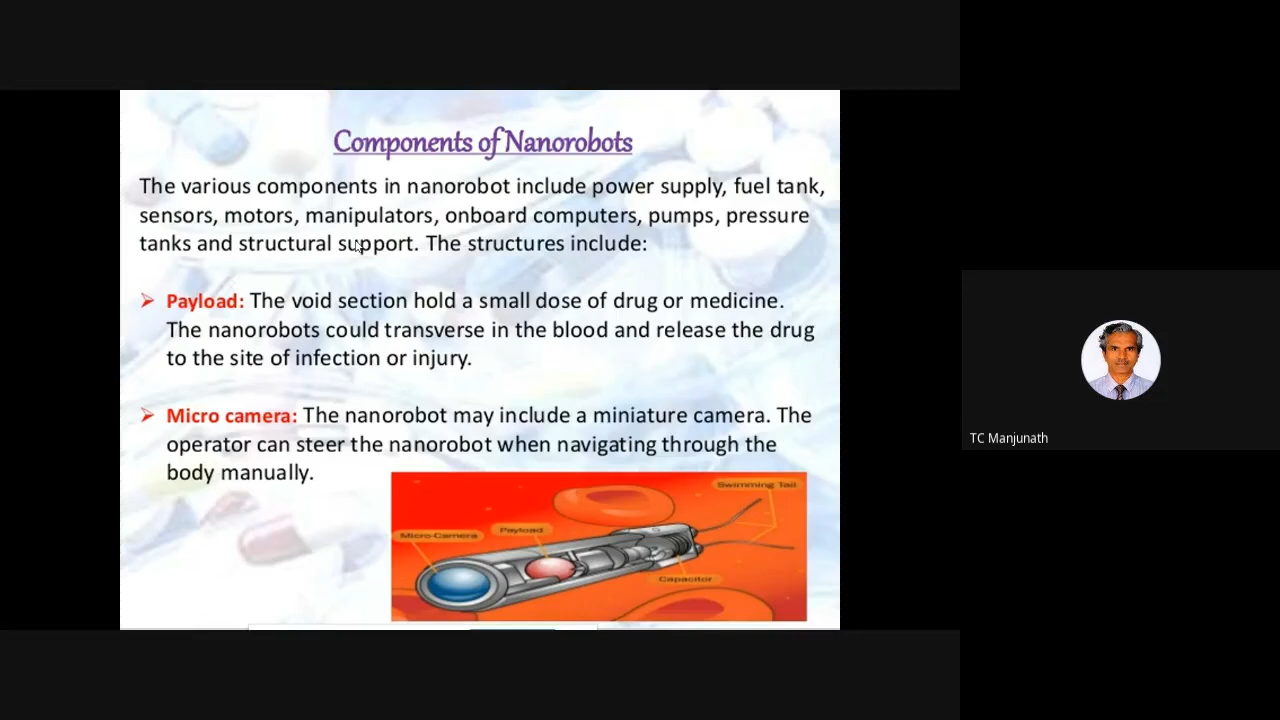 Components of Nanorobots
The various components in nanorobot include power supply, fuel tank,
sensors, motors, manipulators, onboard computers, pumps, pressure
tanks and structural support. The structures include:
Payload: The void section hold a small dose of drug or medicine.
The nanorobots could transverse in the blood and release the drug
to the site of infection or injury.
Micro camera: The nanorobot may include a miniature camera. The
operator can steer the nanorobot when navigating through the
body manually.
Swimming Tail
Payload
Micro-Camera
Capacitor
TC Manjunath